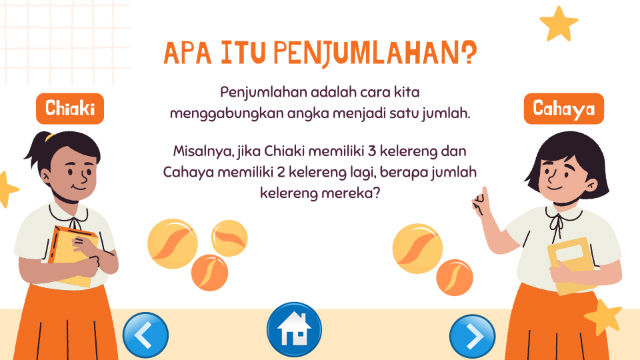 APA ITU PENJUMLAHAN?
Penjumlahan adalah cara kita
menggabungkan angka menjadi satu jumlah.
Chiaki
Cahaya
Misalnya, jika Chiaki memiliki 3 kelereng dan
Cahaya memiliki 2 kelereng lagi, berapa jumlah
kelereng mereka?